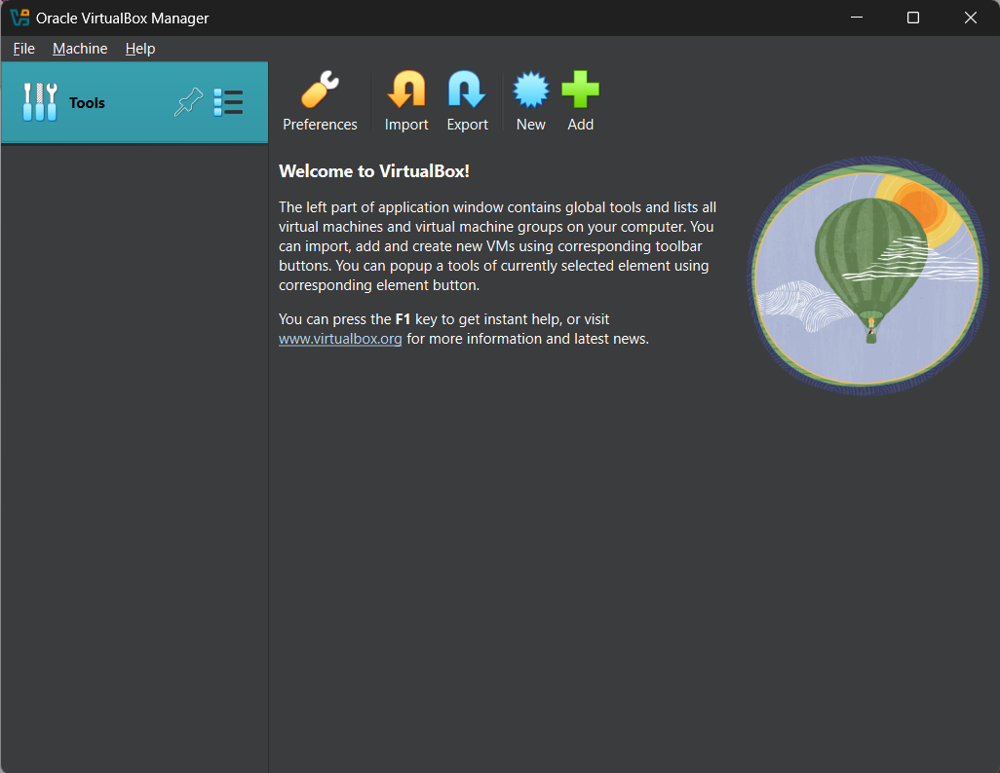 Oracle VirtualBox Manager
File Machine Help
Tools
Preferences Import Export New Add
Welcome to VirtualBox!
The left part of application window contains global tools and lists all
virtual machines and virtual machine groups on your computer. You
can import, add and create new VMs using corresponding toolbar
buttons. You can popup a tools of currently selected element using
corresponding element button.
You can press the F1 key to get instant help, or visit
www.virtualbox.org for more information and latest news.